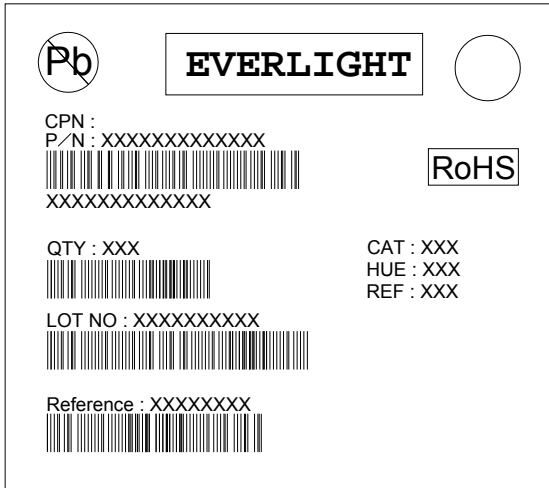 Pb
EVERLIGHT
CPN :
P／N : XXXXXXXXXXXXX
RoHS
XXXXXXXXXXXXX
QTY : XXX
CAT : XXX
HUE : XXX
REF : XXX
LOT NO : XXXXXXXXXX
Reference : XXXXXXXX